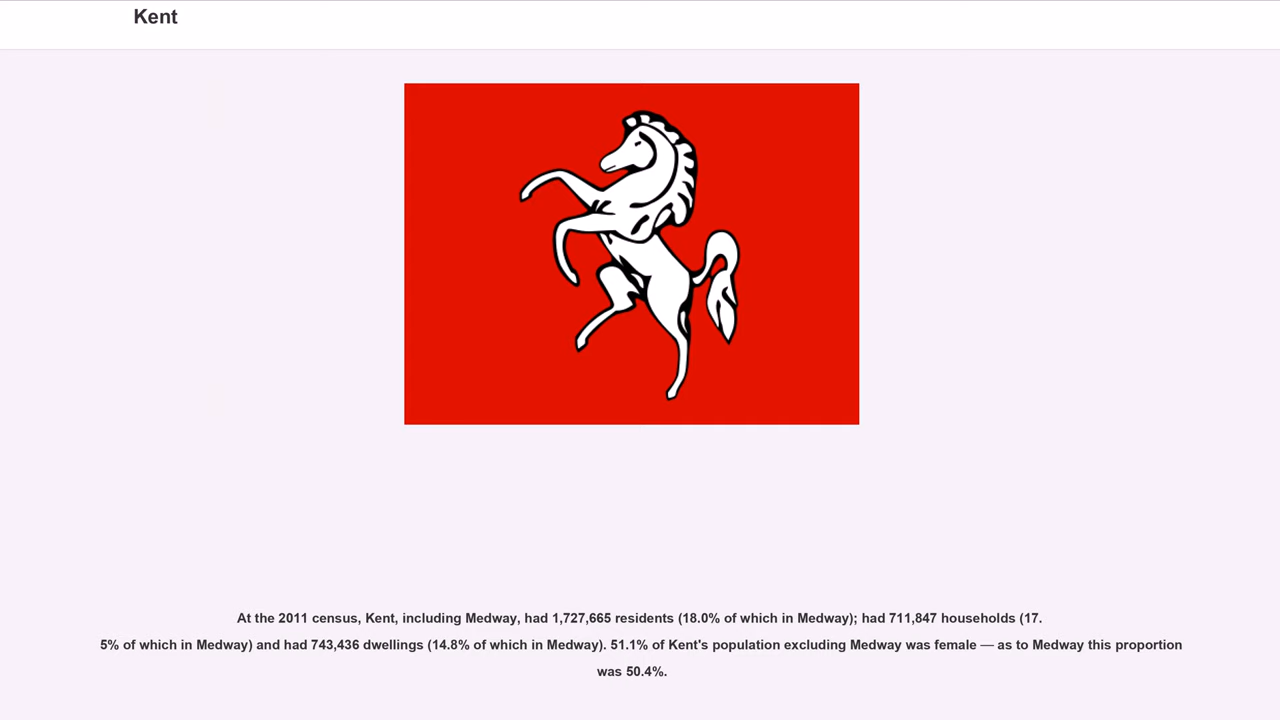 Kent
At the 2011 census, Kent, including Medway, had 1,727,665 residents (18.0% of which in Medway); had 711,847 households (17.
5% of which in Medway) and had 743,436 dwellings (14.8% of which in Medway). 51.1% of Kent's population excluding Medway was female — as to Medway this proportion
was 50.4%.